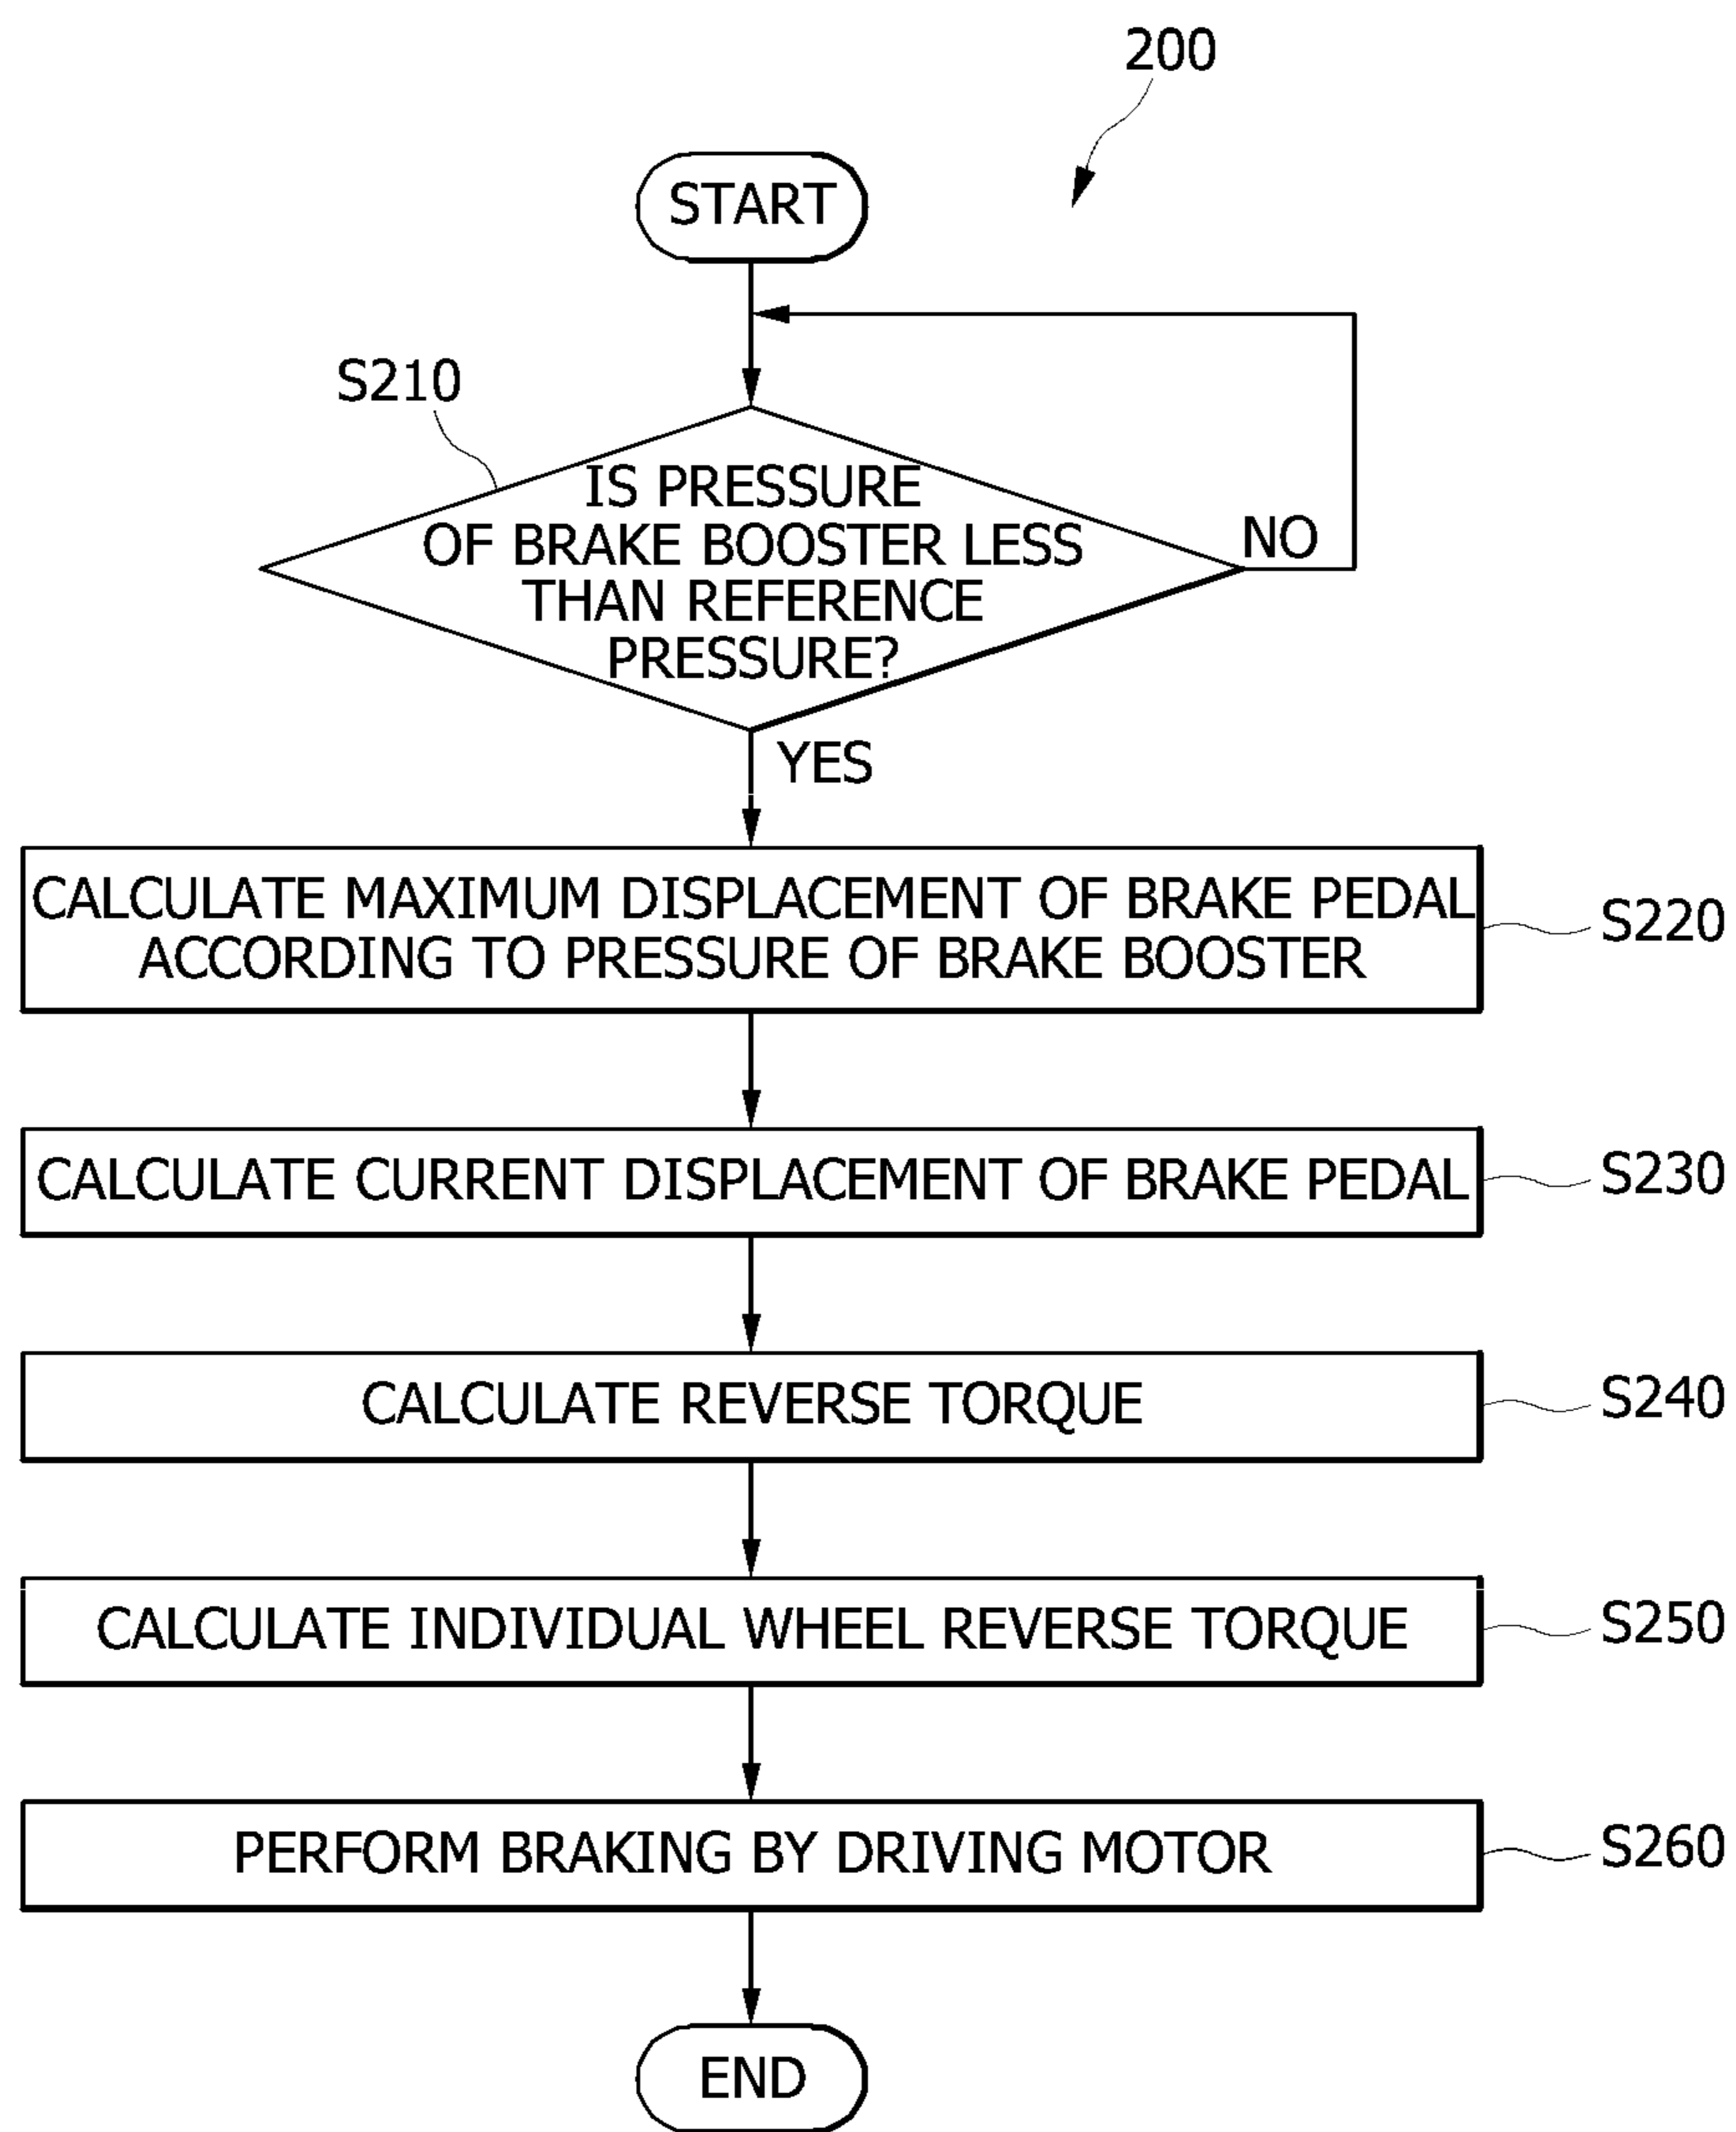 200
START
S210
IS PRESSURE
OF BRAKE BOOSTER LESS
THAN REFERENCE
PRESSURE?
NO
YES
CALCULATE MAXIMUM DISPLACEMENT OF BRAKE PEDAL
ACCORDING TO PRESSURE OF BRAKE BOOSTER
S220
CALCULATE CURRENT DISPLACEMENT OF BRAKE PEDAL
S230
CALCULATE REVERSE TORQUE
S240
CALCULATE INDIVIDUAL WHEEL REVERSE TORQUE
S250
PERFORM BRAKING BY DRIVING MOTOR
S260
END